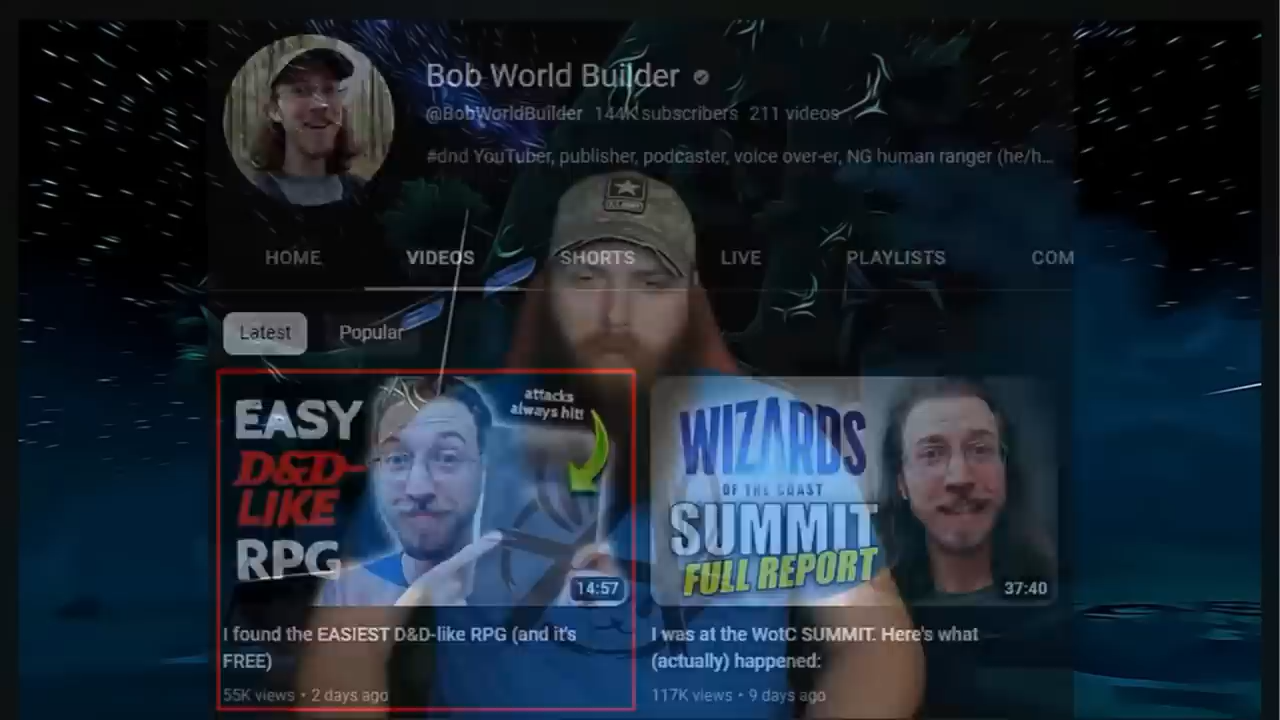 Bob World Builder
@BobWorldBuilder 144K subscribers 211 videos
#dnd YouTuber, publisher, podcaster, voice over-er, NG human ranger (he/h...
HOME VIDEOS SHORTS LIVE PLAYLISTS COM
Latest Popular
EASY
D&D-
LIKE
RPG
attacks
always hit!
14:57
WIZARDS
OF THE COAST
SUMMIT
FULL REPORT
37:40
I found the EASIEST D&D-like RPG (and it's
FREE)
55K views • 2 days ago
I was at the WotC SUMMIT. Here's what
(actually) happened:
117K views • 9 days ago